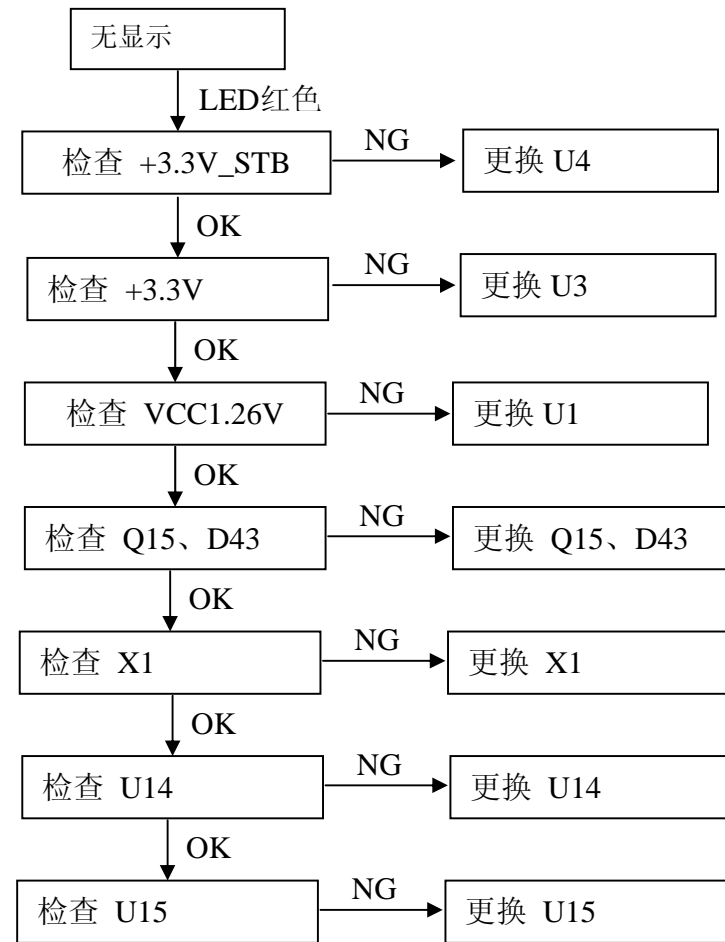 无显示
LED红色
检查 +3.3V_STB
NG
更换 U4
OK
检查 +3.3V
NG
更换 U3
OK
检查 VCC1.26V
NG
更换 U1
OK
检查 Q15、D43
NG
更换 Q15、D43
OK
检查 X1
NG
更换 X1
OK
检查 U14
NG
更换 U14
OK
检查 U15
NG
更换 U15